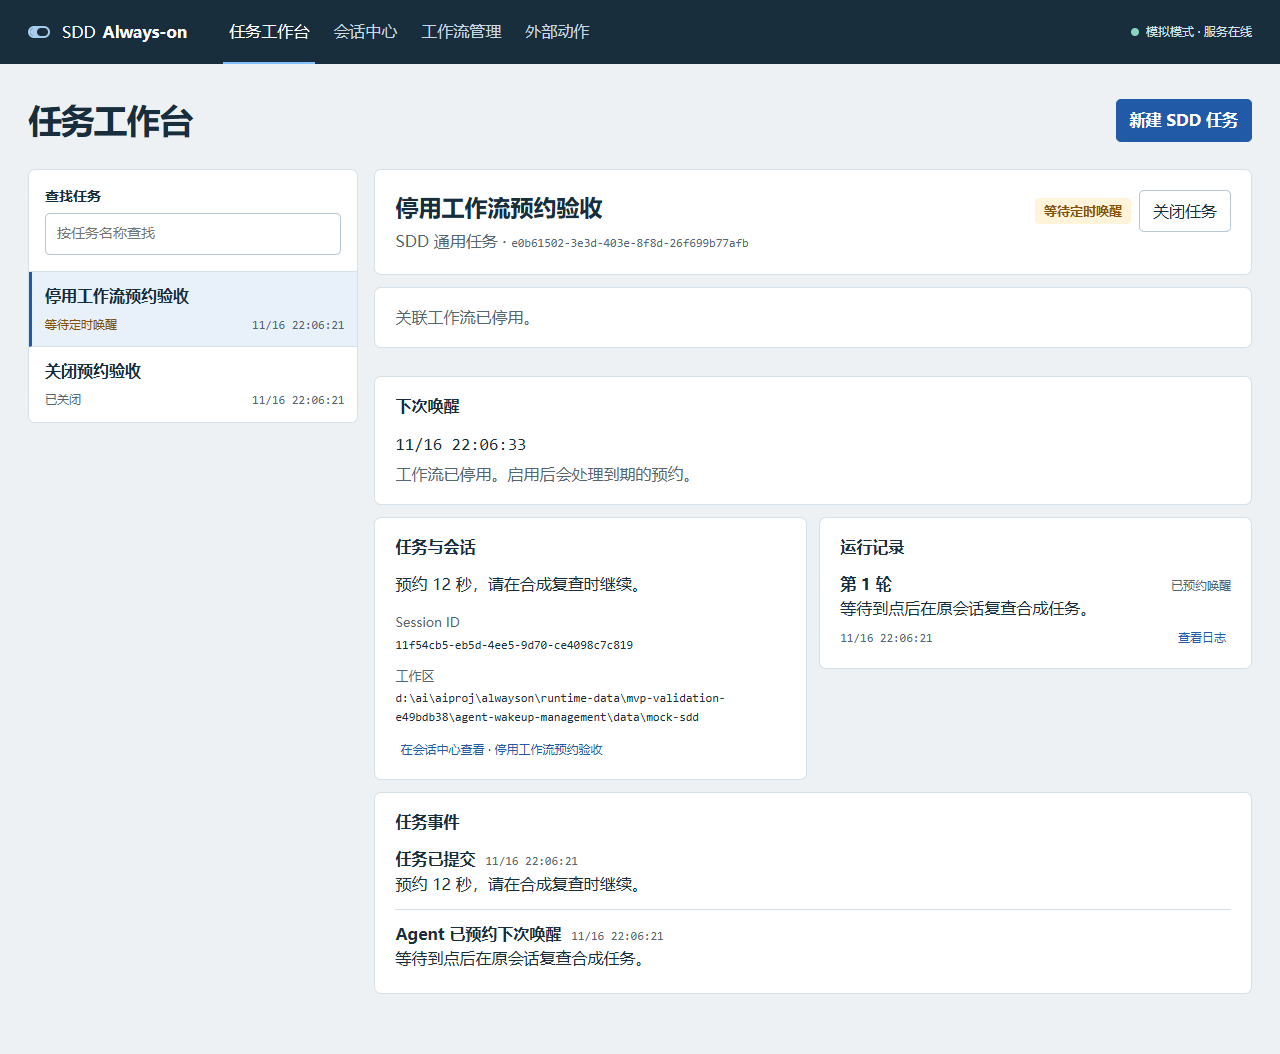 SDD Always-on
任务工作台
会话中心
工作流管理
外部动作
模拟模式 · 服务在线
任务工作台
新建 SDD 任务
查找任务
按任务名称查找
停用工作流预约验收
等待定时唤醒
11/16 22:06:21
关闭预约验收
已关闭
11/16 22:06:21
停用工作流预约验收
SDD 通用任务 · e0b61502-3e3d-403e-8f8d-26f699b77afb
等待定时唤醒
关闭任务
关联工作流已停用。
下次唤醒
11/16 22:06:33
工作流已停用。启用后会处理到期的预约。
任务与会话
预约 12 秒，请在合成复查时继续。
Session ID
11f54cb5-eb5d-4ee5-9d70-ce4098c7c819
工作区
d:\ai\aiproj\alwayson\runtime-data\mvp-validation-
e49bdb38\agent-wakeup-management\data\mock-sdd
在会话中心查看 · 停用工作流预约验收
运行记录
第 1 轮
已预约唤醒
等待到点后在原会话复查合成任务。
11/16 22:06:21
查看日志
任务事件
任务已提交 11/16 22:06:21
预约 12 秒，请在合成复查时继续。
Agent 已预约下次唤醒 11/16 22:06:21
等待到点后在原会话复查合成任务。